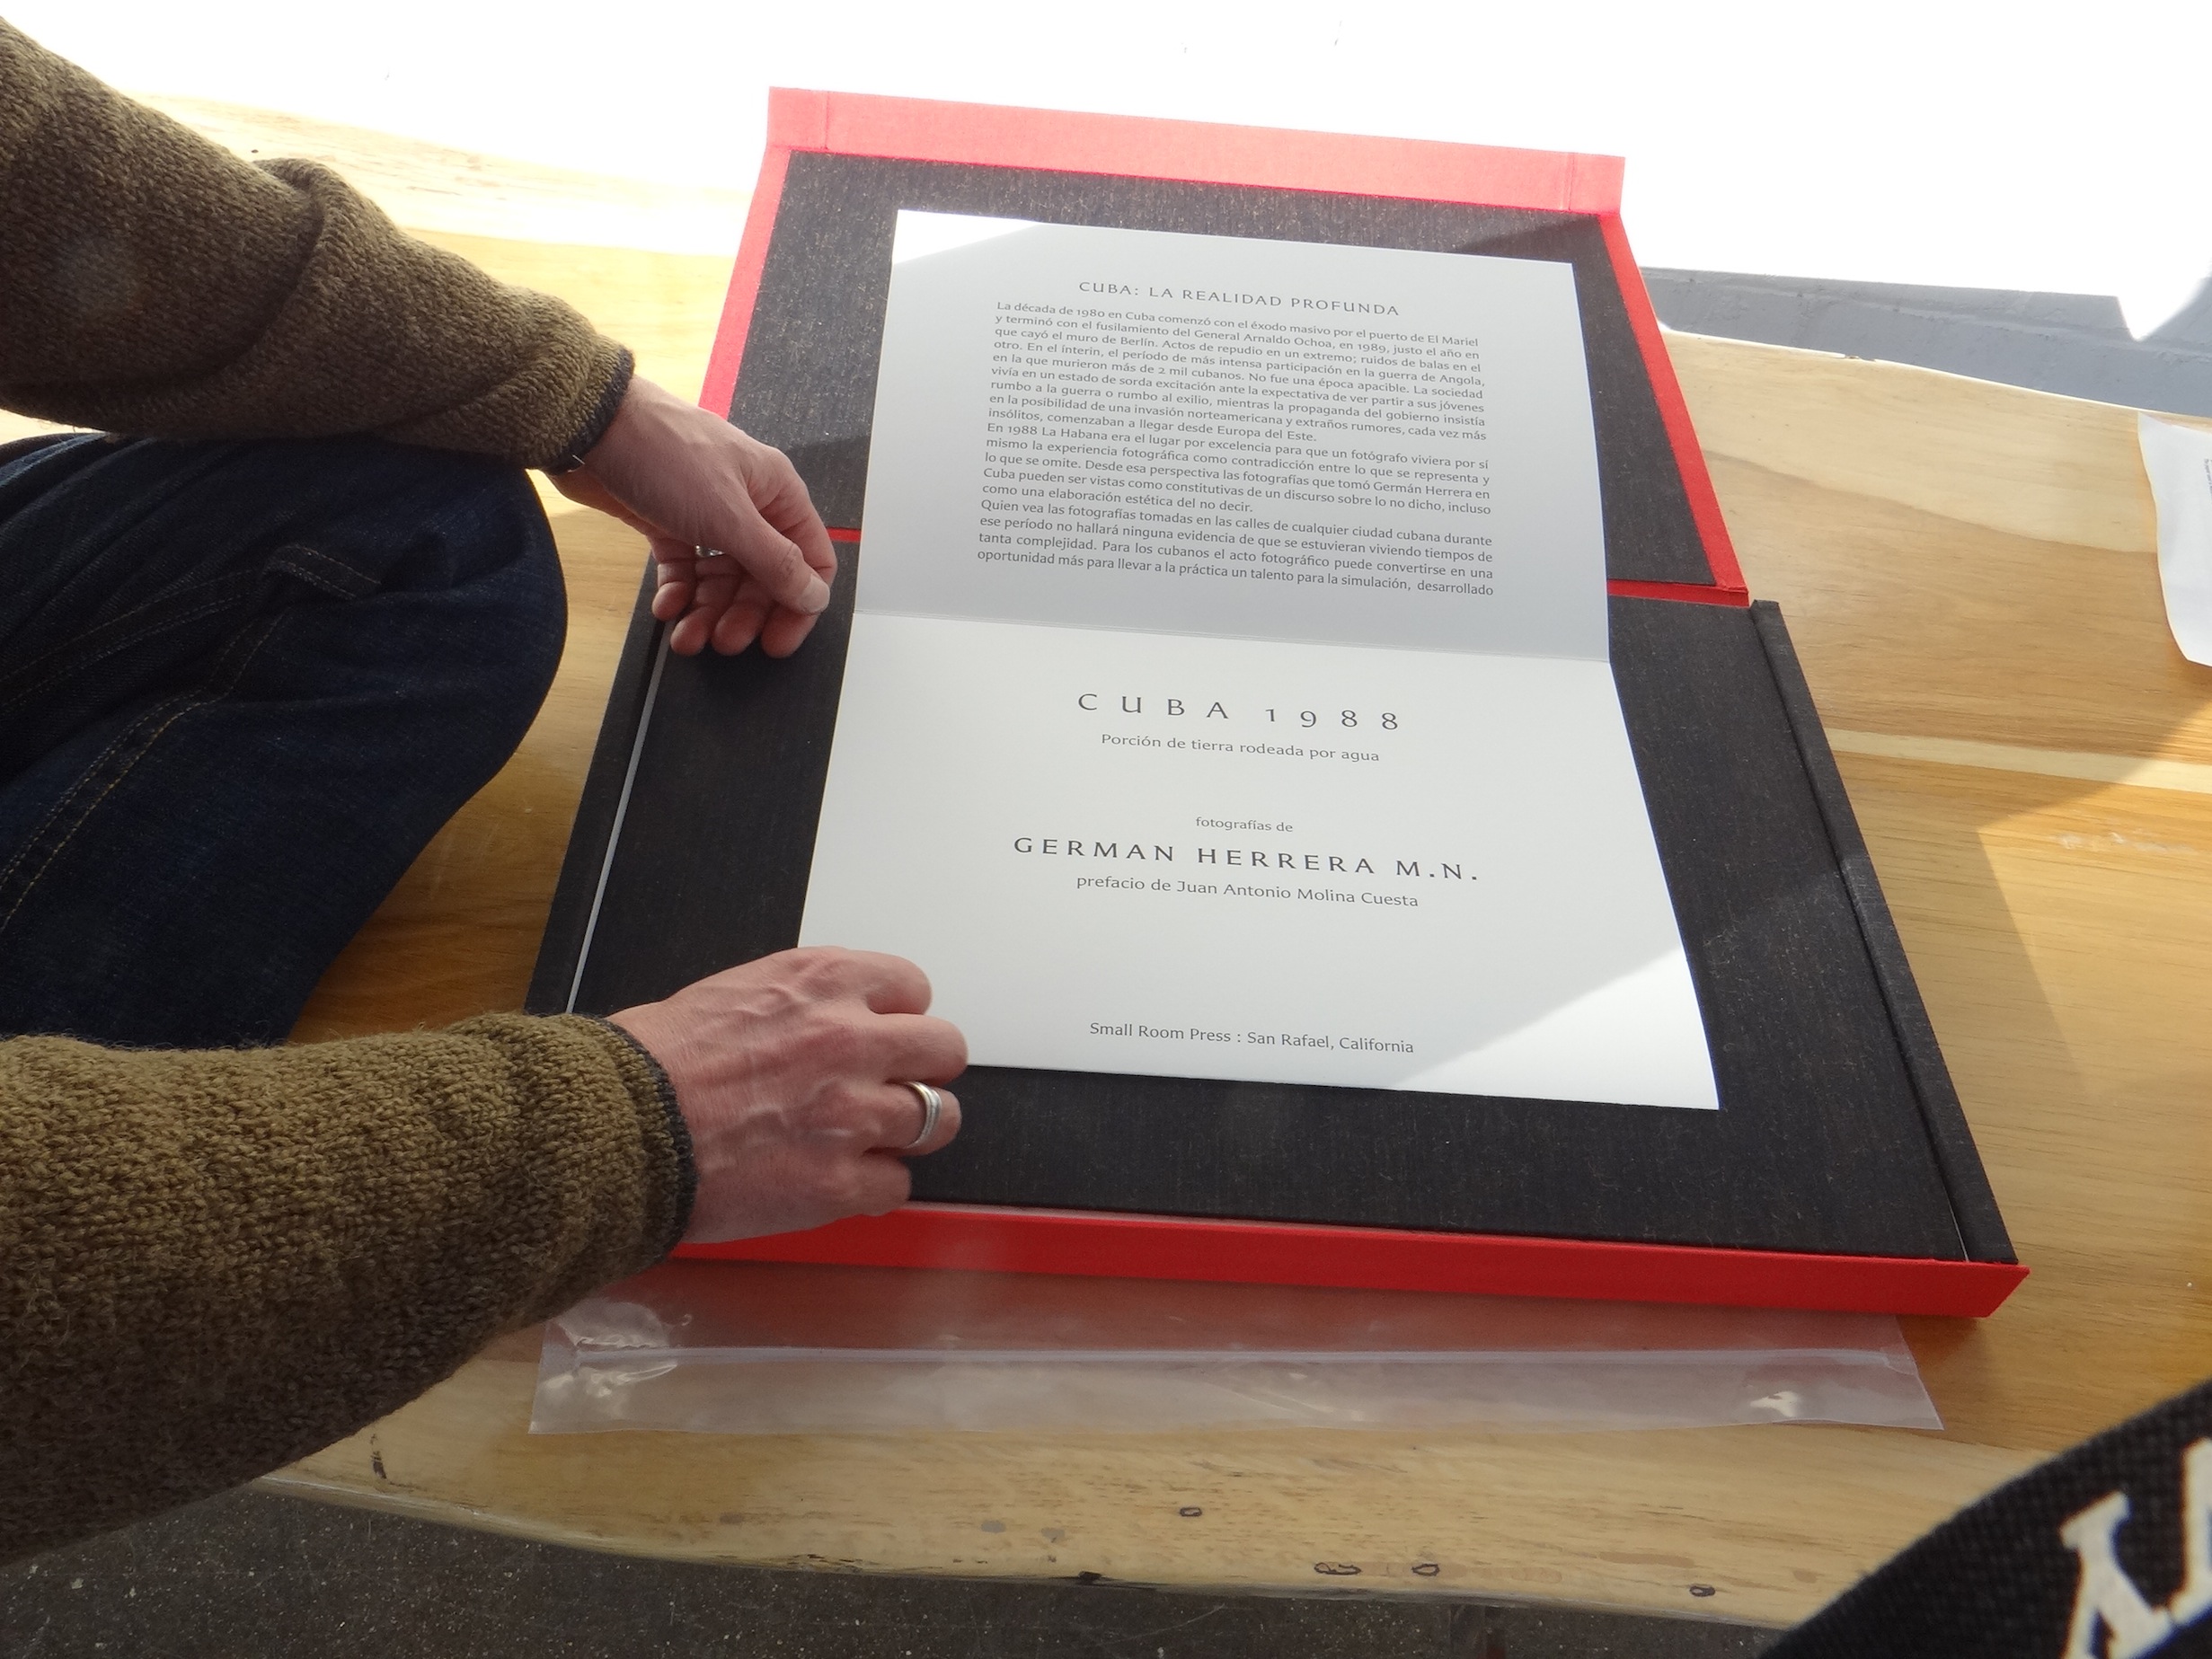 CUBA: LA REALIDAD PROFUNDA
La década de 1980 en Cuba comenzó con el éxodo masivo por el puerto de El Mariel
y terminó con el fusilamiento del General Arnaldo Ochoa, en 1989, justo el año en
que cayó el muro de Berlín. Actos de repudio en un extremo; ruidos de balas en el
otro. En el ínterin, el período de más intensa participación en la guerra de Angola,
en la que murieron más de 2 mil cubanos. No fue una época apacible. La sociedad
vivía en un estado de sorda excitación ante la expectativa de ver partir a sus jóvenes
rumbo a la guerra o rumbo al exilio, mientras la propaganda del gobierno insistía
en la posibilidad de una invasión norteamericana y extraños rumores, cada vez más
insólitos, comenzaban a llegar desde Europa del Este.
En 1988 La Habana era el lugar por excelencia para que un fotógrafo viviera por sí
mismo la experiencia fotográfica como contradicción entre lo que se representa y
lo que se omite. Desde esa perspectiva las fotografías que tomó Germán Herrera en
Cuba pueden ser vistas como constitutivas de un discurso sobre lo no dicho, incluso
como una elaboración estética del no decir.
Quien vea las fotografías tomadas en las calles de cualquier ciudad cubana durante
ese período no hallará ninguna evidencia de que se estuvieran viviendo tiempos de
tanta complejidad. Para los cubanos el acto fotográfico puede convertirse en una
oportunidad más para llevar a la práctica un talento para la simulación, desarrollado
CUBA 1988
Porción de tierra rodeada por agua
fotografías de
GERMAN HERRERA M.N.
prefacio de Juan Antonio Molina Cuesta
Small Room Press : San Rafael, California